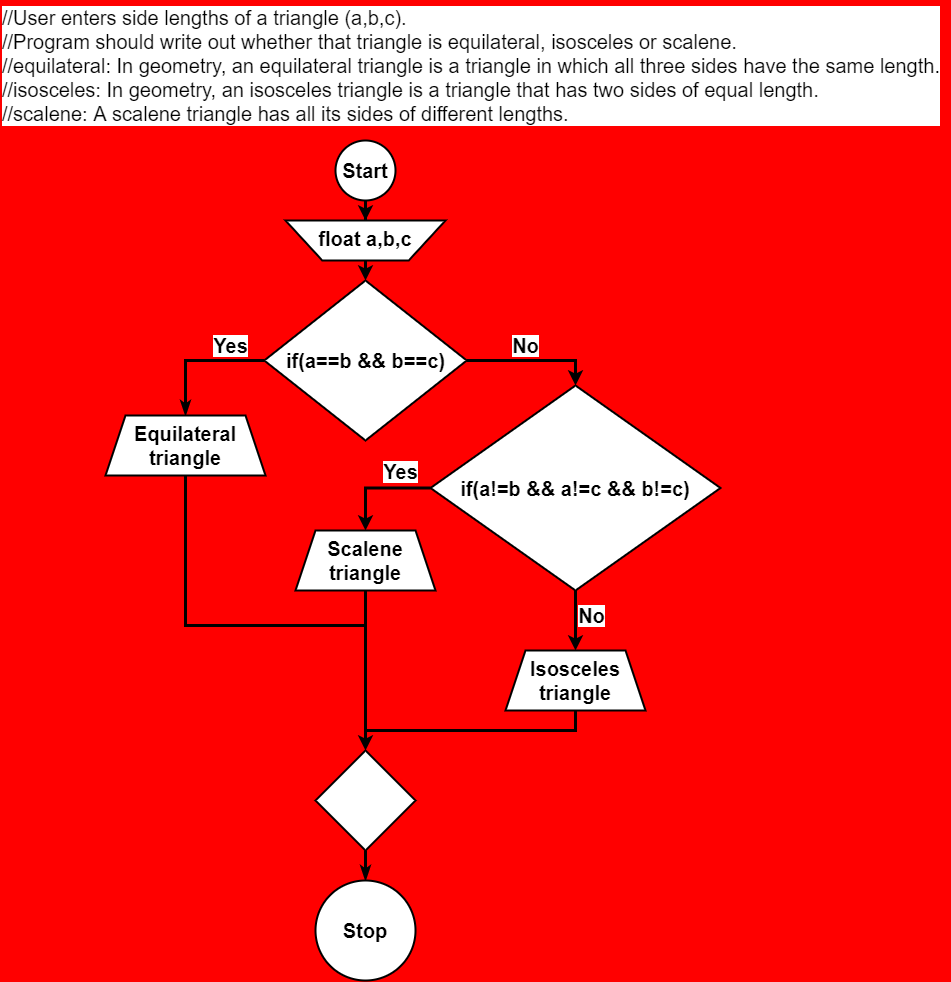 //User enters side lengths of a triangle (a,b,c).
//Program should write out whether that triangle is equilateral, isosceles or scalene.
//equilateral: In geometry, an equilateral triangle is a triangle in which all three sides have the same length.
//isosceles: In geometry, an isosceles triangle is a triangle that has two sides of equal length.
//scalene: A scalene triangle has all its sides of different lengths.
Start
float a,b,c
Yes
No
if(a==b && b==c)
Equilateral
triangle
Yes
if(a!=b && a!=c && b!=c)
Scalene
triangle
No
Isosceles
triangle
Stop